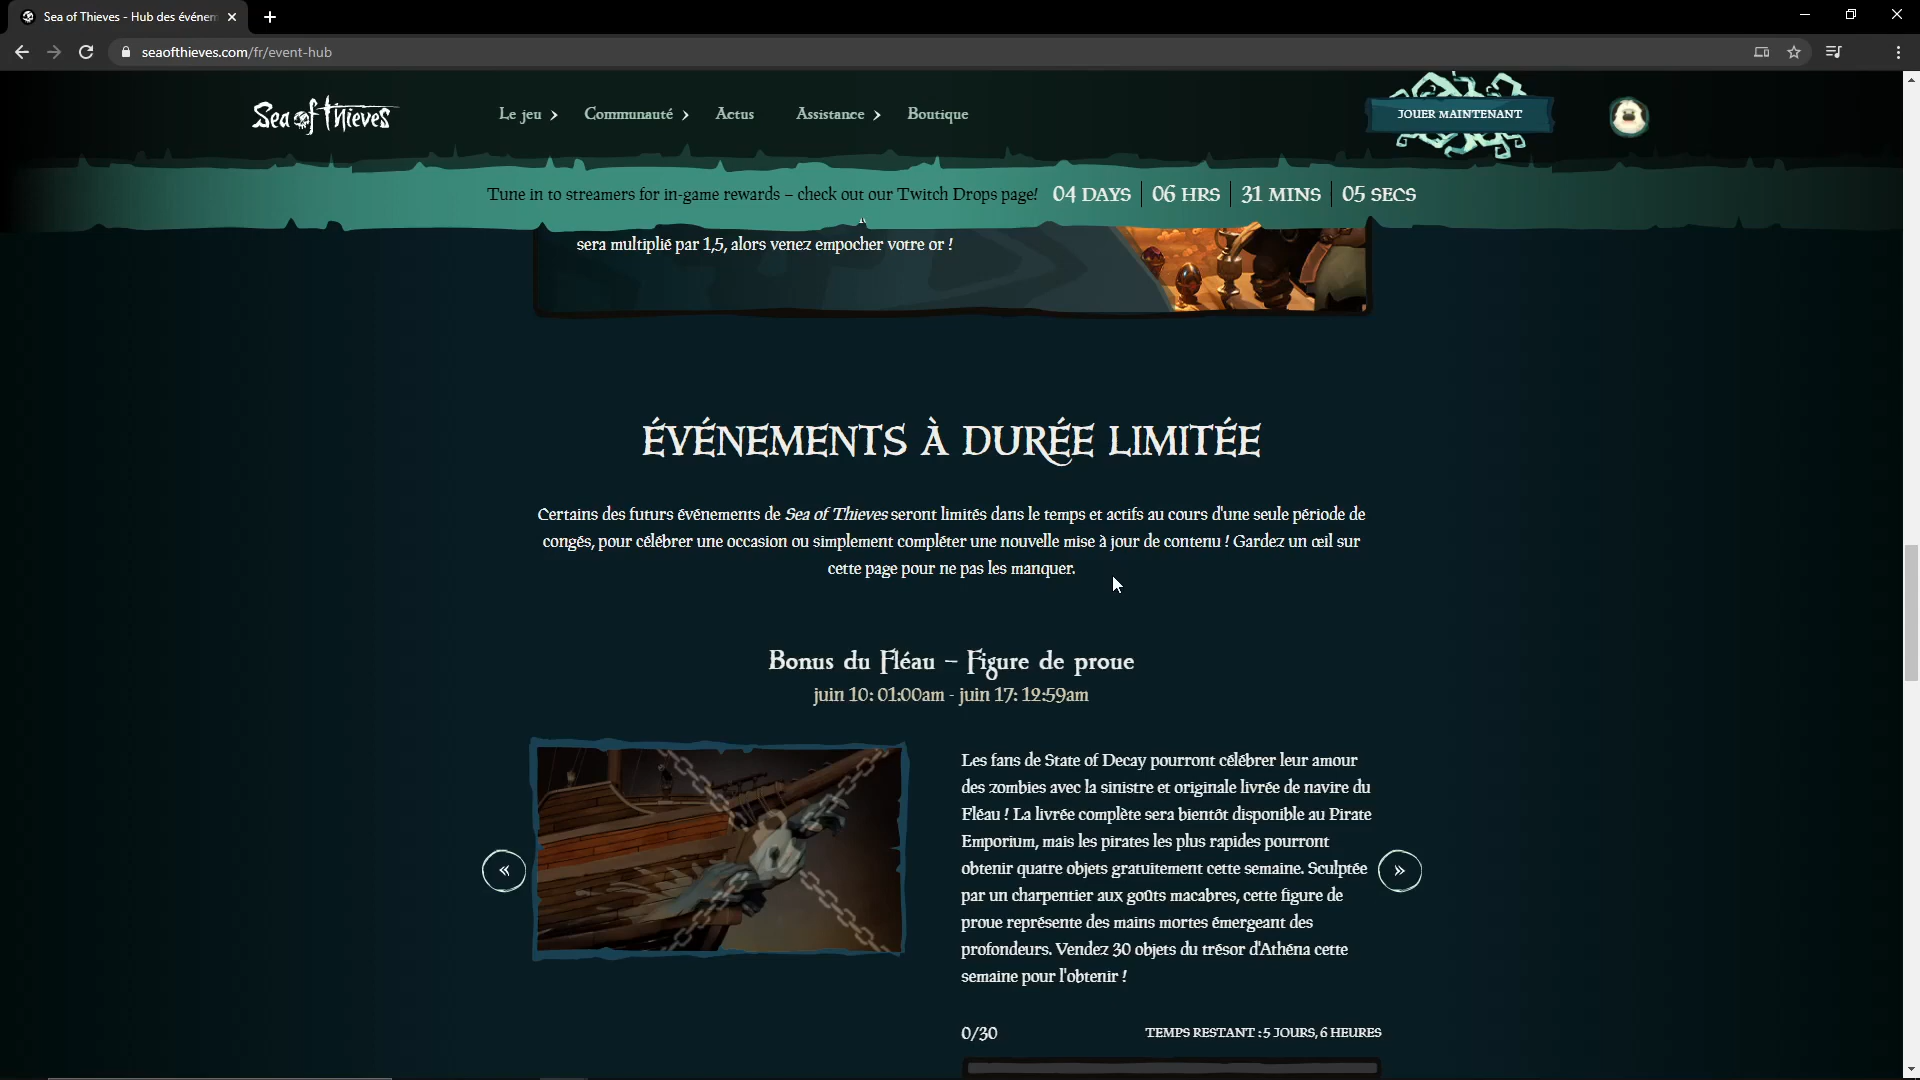 Sea of Thieves - Hub des événem
seaofthieves.com/fr/event-hub
Sea of Thieves
Le jeu
Communauté
Actus
Assistance
Boutique
JOUER MAINTENANT
Tune in to streamers for in-game rewards – check out our Twitch Drops page! 04 DAYS 06 HRS 31 MINS 05 SECS
sera multiplié par 1,5, alors venez empocher votre or !
ÉVÉNEMENTS À DURÉE LIMITÉE
Certains des futurs événements de Sea of Thieves seront limités dans le temps et actifs au cours d'une seule période de
congés, pour célébrer une occasion ou simplement compléter une nouvelle mise à jour de contenu ! Gardez un œil sur
cette page pour ne pas les manquer.
Bonus du Fléau – Figure de proue
juin 10: 01:00am - juin 17: 12:59am
Les fans de State of Decay pourront célébrer leur amour
des zombies avec la sinistre et originale livrée de navire du
Fléau ! La livrée complète sera bientôt disponible au Pirate
Emporium, mais les pirates les plus rapides pourront
obtenir quatre objets gratuitement cette semaine. Sculptée
par un charpentier aux goûts macabres, cette figure de
proue représente des mains mortes émergeant des
profondeurs. Vendez 30 objets du trésor d'Athéna cette
semaine pour l'obtenir !
0/30
TEMPS RESTANT : 5 JOURS, 6 HEURES